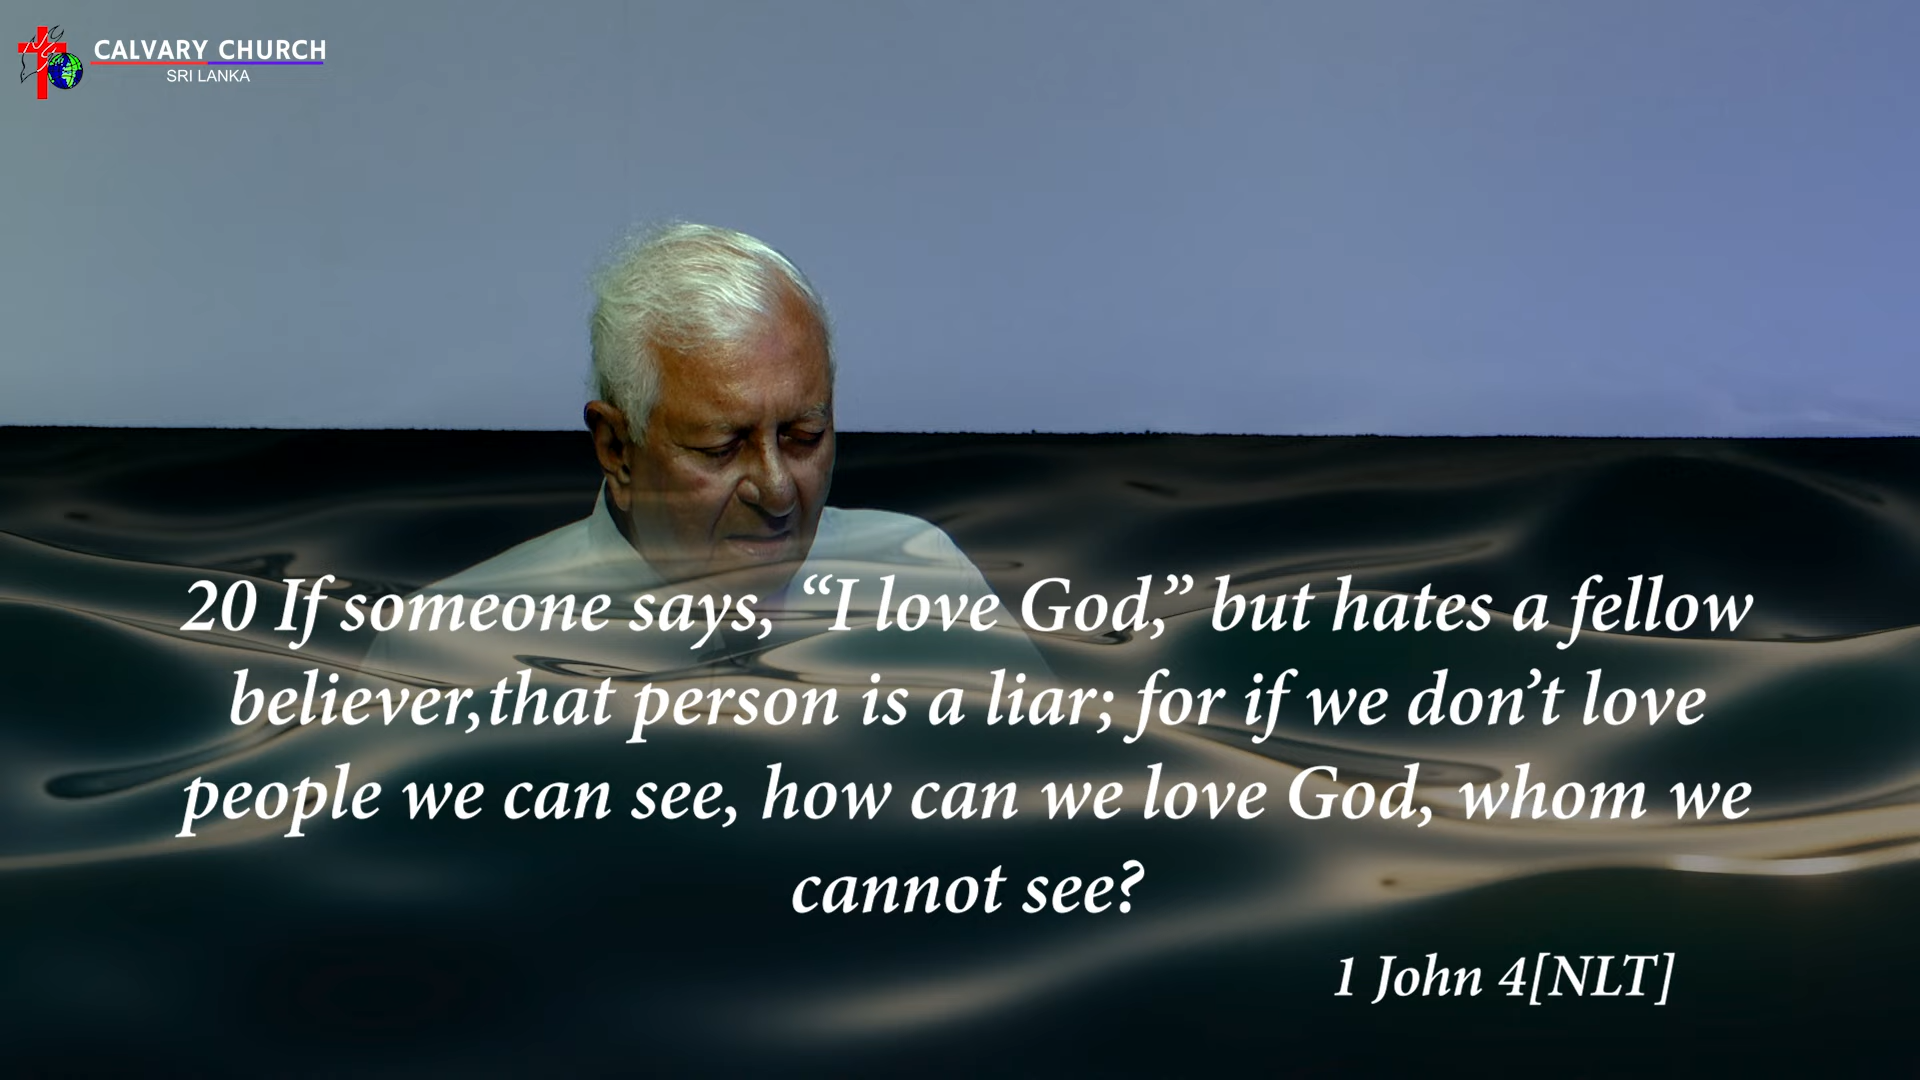 CALVARY CHURCH
SRI LANKA
20 If someone says, “I love God,” but hates a fellow
believer,that person is a liar; for if we don’t love
people we can see, how can we love God, whom we
cannot see?
1 John 4[NLT]